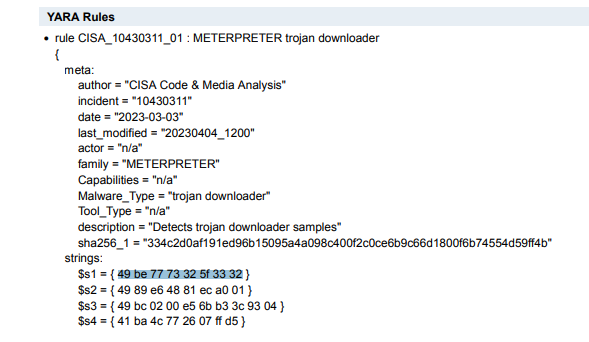 YARA Rules
• rule CISA_10430311_01 : METERPRETER trojan downloader
{
meta:
author = "CISA Code & Media Analysis"
incident = "10430311"
date = "2023-03-03"
last_modified = "20230404_1200"
actor = "n/a"
family = "METERPRETER"
Capabilities = "n/a"
Malware_Type = "trojan downloader"
Tool_Type = "n/a"
description = "Detects trojan downloader samples"
sha256_1 = "334c2d0af191ed96b15095a4a098c400f2c0ce6b9c66d1800f6b74554d59ff4b"
strings:
$s1 = { 49 be 77 73 32 5f 33 32 }
$s2 = { 49 89 e6 48 81 ec a0 01 }
$s3 = { 49 bc 02 00 e5 6b b3 3c 93 04 }
$s4 = { 41 ba 4c 77 26 07 ff d5 }